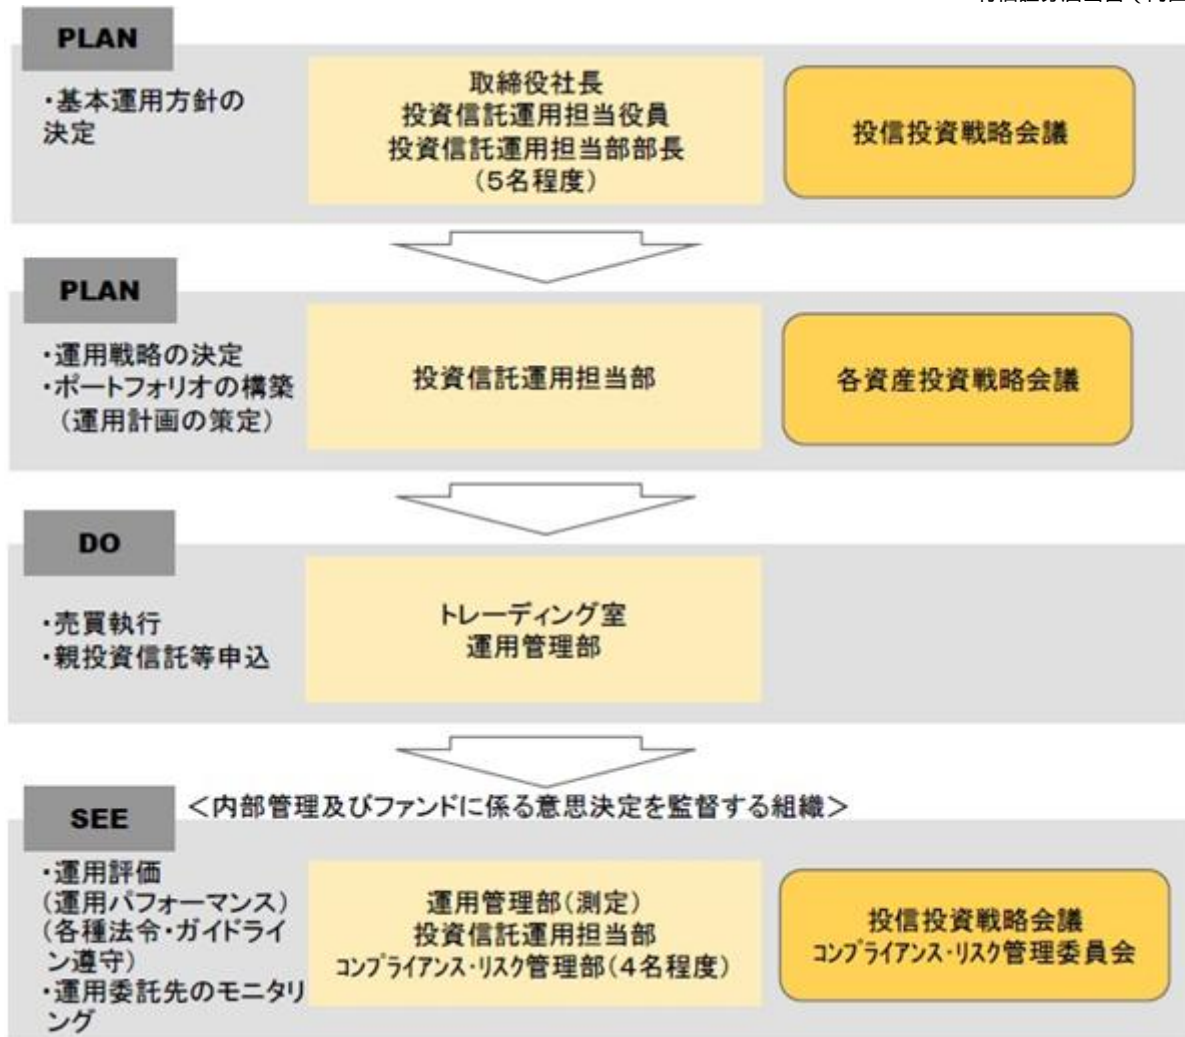 PLAN
・基本運用方針の
決定
取締役社長
投資信託運用担当役員
投資信託運用担当部部長
(5名程度)
投信投資戦略会議
PLAN
・運用戦略の決定
・ポートフォリオの構築
(運用計画の策定)
投資信託運用担当部
各資産投資戦略会議
DO
・売買執行
・親投資信託等申込
トレーディング室
運用管理部
SEE
<内部管理及びファンドに係る意思決定を監督する組織>
・運用評価
(運用パフォーマンス)
(各種法令・ガイドライ
ン遵守)
・運用委託先のモニタリ
ング
運用管理部(測定)
投資信託運用担当部
コンプライアンス・リスク管理部(4名程度)
投信投資戦略会議
コンプライアンス・リスク管理委員会